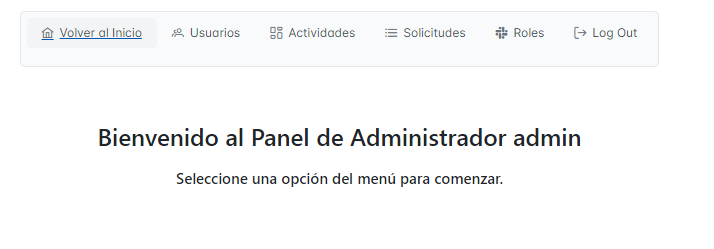 Volver al Inicio Usuarios Actividades Solicitudes Roles Log Out
Bienvenido al Panel de Administrador admin
Seleccione una opción del menú para comenzar.